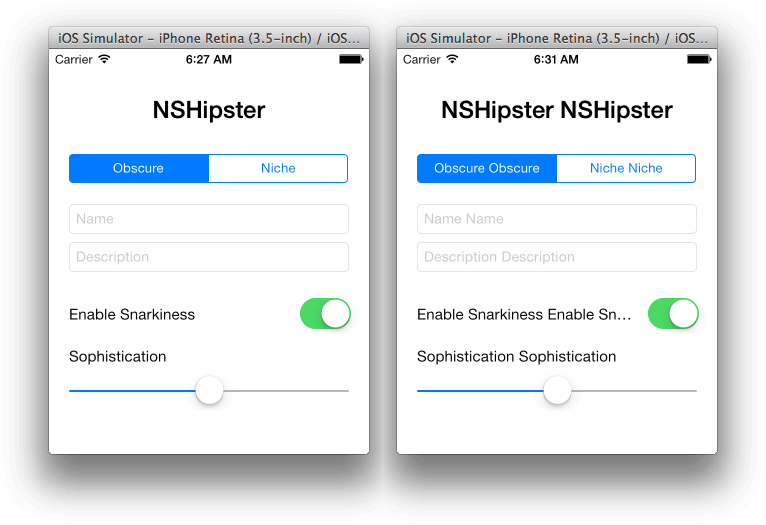 iOS Simulator – iPhone Retina (3.5-inch) / iOS...
Carrier
6:27 AM
NSHipster
Obscure
Niche
Name
Description
Enable Snarkiness
Sophistication
iOS Simulator – iPhone Retina (3.5-inch) / iOS...
Carrier
6:31 AM
NSHipster NSHipster
Obscure Obscure
Niche Niche
Name Name
Description Description
Enable Snarkiness Enable Sn...
Sophistication Sophistication